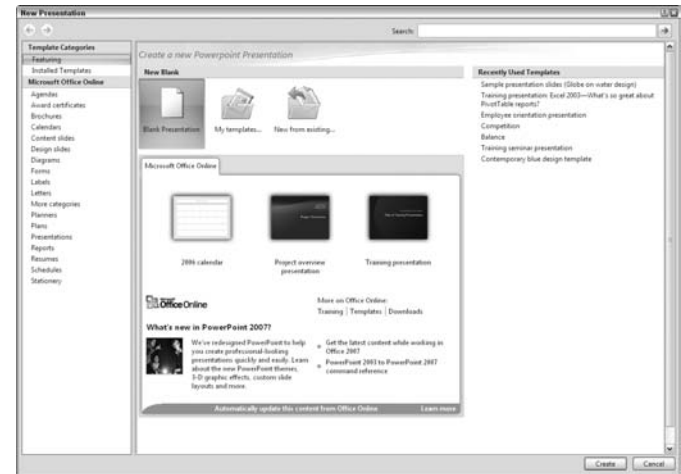 New Presentation
Search:
Template Categories
Featuring
Installed Templates
Microsoft Office Online
Agendas
Award certificates
Brochures
Calendars
Content slides
Design slides
Diagrams
Forms
Labels
Letters
More categories
Planners
Plans
Presentations
Reports
Resumes
Schedules
Stationery
Create a new Powerpoint Presentation
New Blank
Blank Presentation
My templates...
New from existing...
Microsoft Office Online
2006 calendar
Project overview
presentation
Training presentation
Office Online
More on Office Online:
Training | Templates | Downloads
What's new in PowerPoint 2007?
We've redesigned PowerPoint to help
you create professional-looking
presentations quickly and easily. Learn
about the new PowerPoint themes,
3-D graphic effects, custom slide
layouts and more.
Get the latest content while working in
Office 2007
PowerPoint 2003 to PowerPoint 2007
command reference
Automatically update this content from Office Online
Learn more
Recently Used Templates
Sample presentation slides (Globe on water design)
Training presentation: Excel 2003—What's so great about
PivotTable reports?
Employee orientation presentation
Competition
Balance
Training seminar presentation
Contemporary blue design template
Create
Cancel